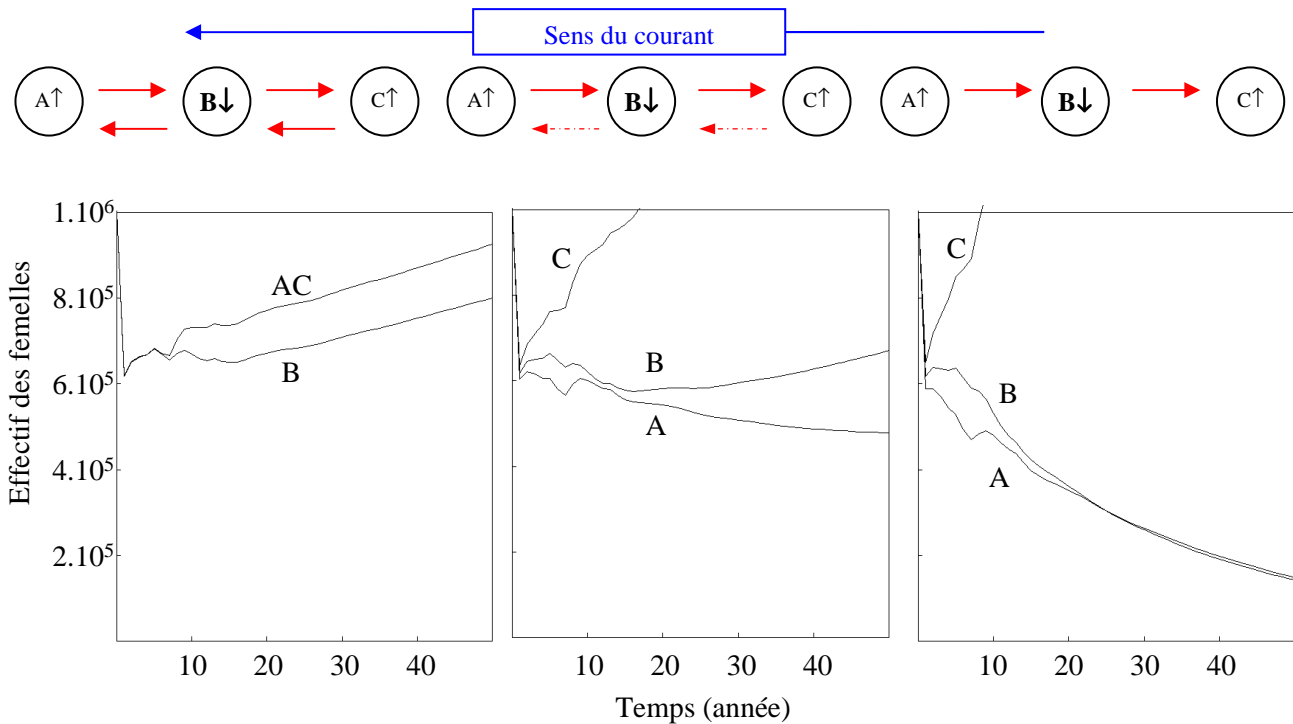 Sens du courant
A↑ B↓ C↑ A↑ B↓ C↑ A↑ B↓ C↑
Effectif des femelles
1.10⁶
8.10⁵
6.10⁵
4.10⁵
2.10⁵
AC
B
10 20 30 40
C
B
A
10 20 30 40
C
B
A
10 20 30 40
Temps (année)